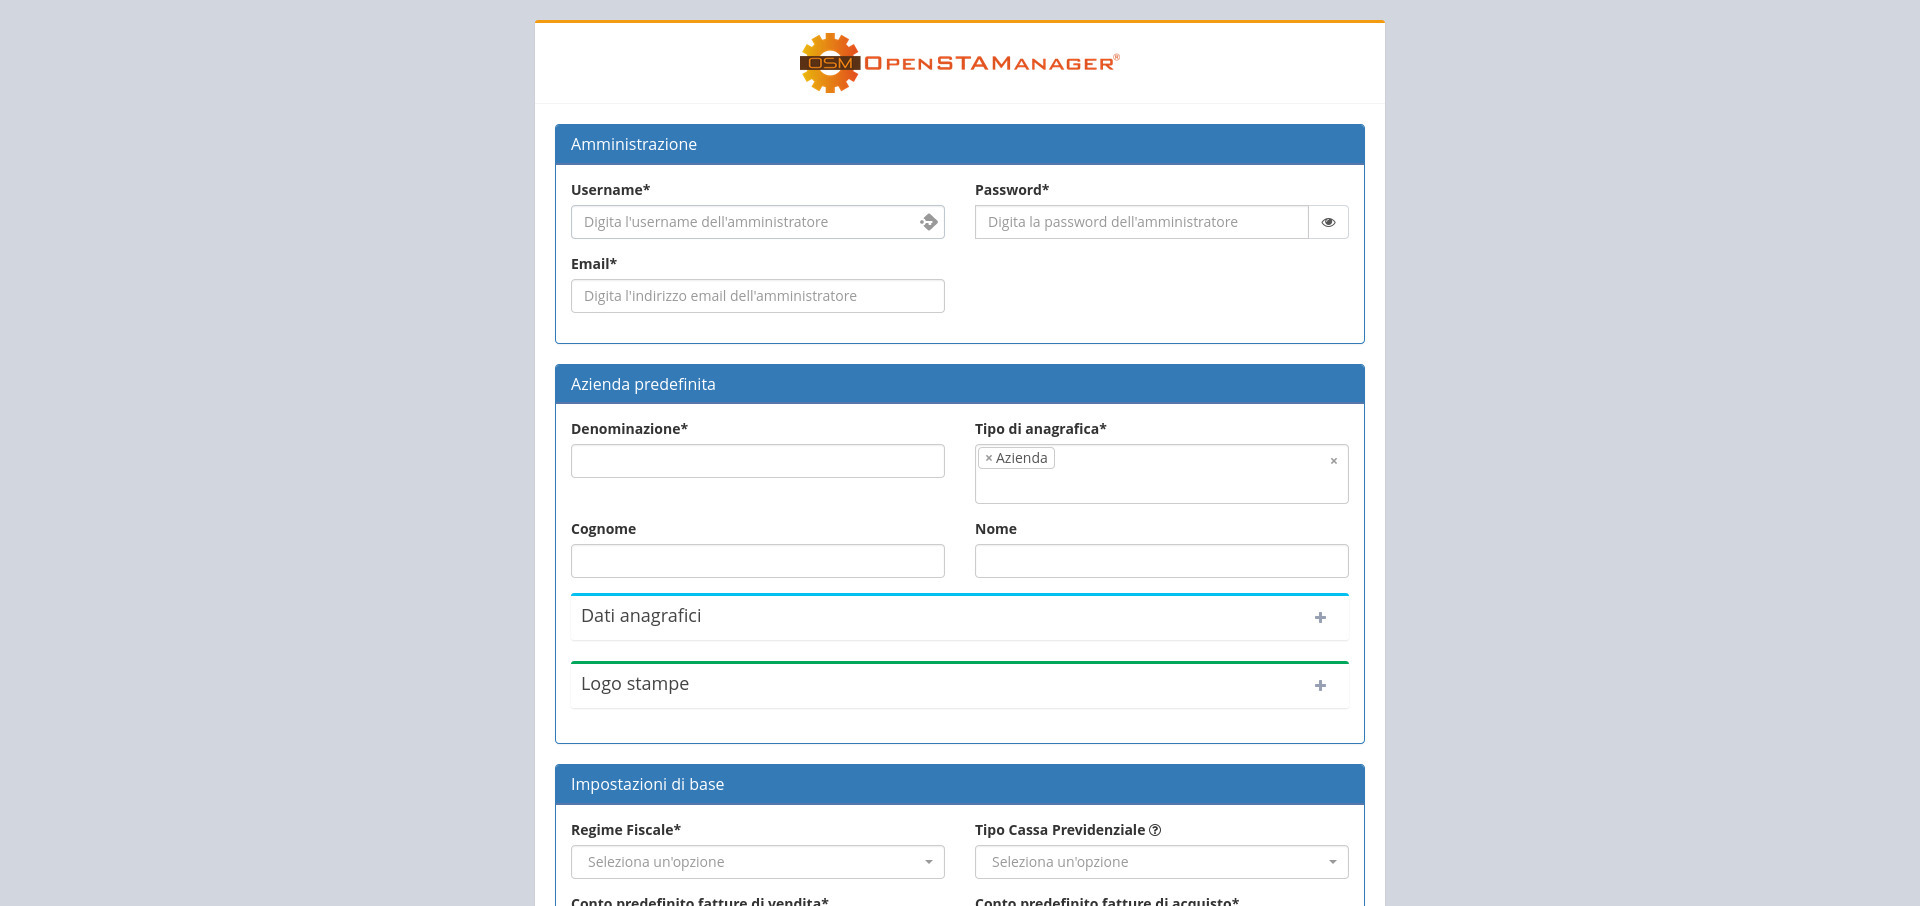 OSM OPENSTAMANAGER®
Amministrazione
Username* Password*
Digita l'username dell'amministratore Digita la password dell'amministratore
Email*
Digita l'indirizzo email dell'amministratore
Azienda predefinita
Denominazione* Tipo di anagrafica*
× Azienda ×
Cognome Nome
Dati anagrafici +
Logo stampe +
Impostazioni di base
Regime Fiscale* Tipo Cassa Previdenziale ?
Seleziona un'opzione Seleziona un'opzione
Conto predefinito fatture di vendita* Conto predefinito fatture di acquisto*